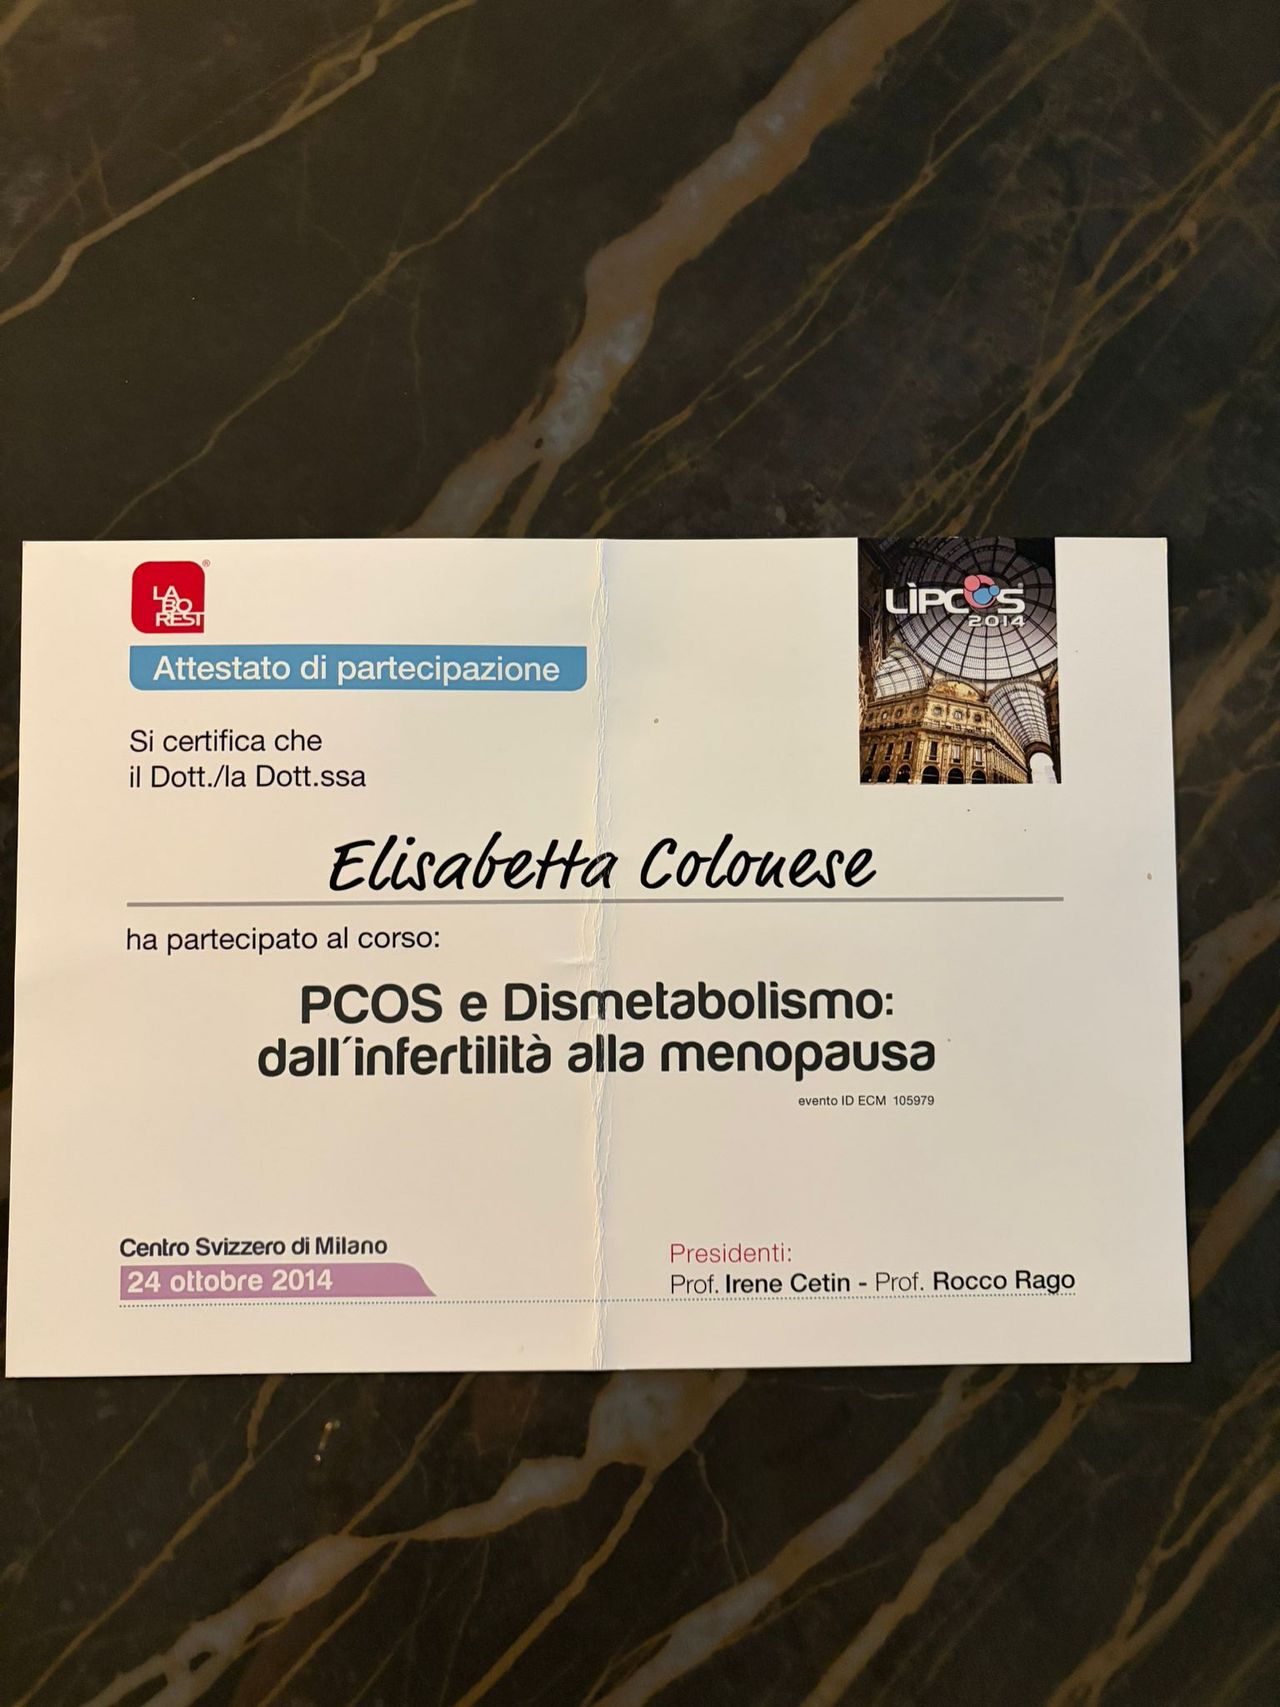 LA
BO
REST®
LÌPCOS®
2014
Attestato di partecipazione
Si certifica che
il Dott./la Dott.ssa
Elisabetta Colonese
ha partecipato al corso:
PCOS e Dismetabolismo:
dall´infertilità alla menopausa
evento ID ECM 105979
Centro Svizzero di Milano
24 ottobre 2014
Presidenti:
Prof. Irene Cetin - Prof. Rocco Rago